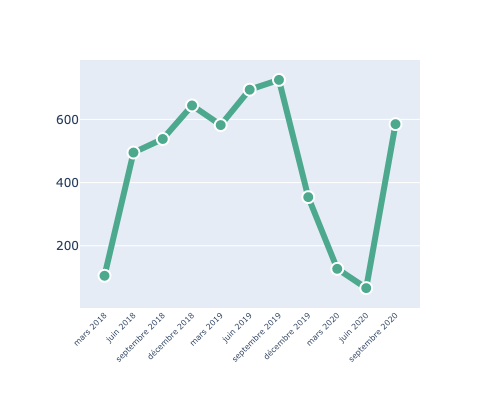 600
400
200
mars 2018
juin 2018
septembre 2018
décembre 2018
mars 2019
juin 2019
septembre 2019
décembre 2019
mars 2020
juin 2020
septembre 2020